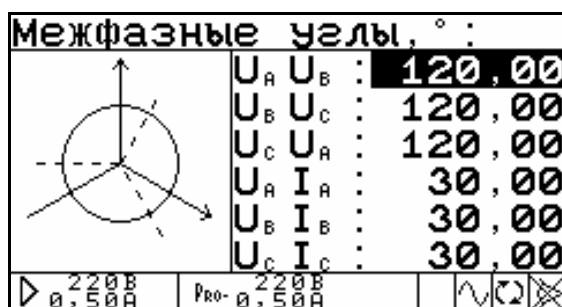 Межфазные углы,°:
UA UB : 120,00
UB UC : 120,00
UC UA : 120,00
UA IA : 30,00
UB IB : 30,00
UC IC : 30,00
220В
0,50А
PRO- 220В
0,50А